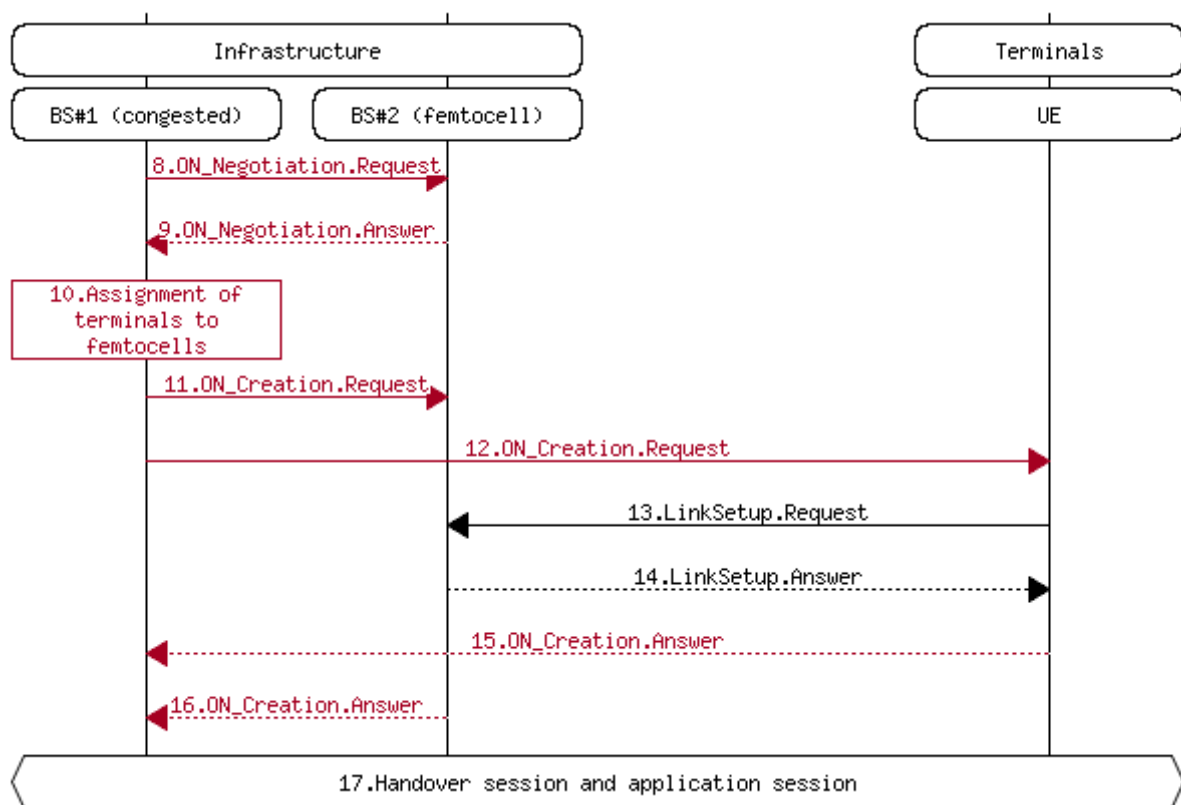 Infrastructure
Terminals
BS#1 (congested)
BS#2 (femtocell)
UE
8.ON_Negotiation.Request
9.ON_Negotiation.Answer
10.Assignment of
terminals to
femtocells
11.ON_Creation.Request
12.ON_Creation.Request
13.LinkSetup.Request
14.LinkSetup.Answer
15.ON_Creation.Answer
16.ON_Creation.Answer
17.Handover session and application session